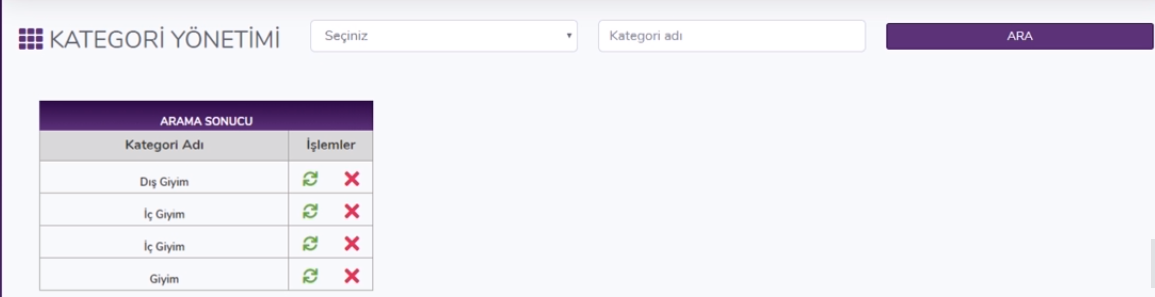 KATEGORİ YÖNETİMİ Seçiniz Kategori adı ARA
ARAMA SONUCU
Kategori Adı İşlemler
Dış Giyim
İç Giyim
İç Giyim
Giyim